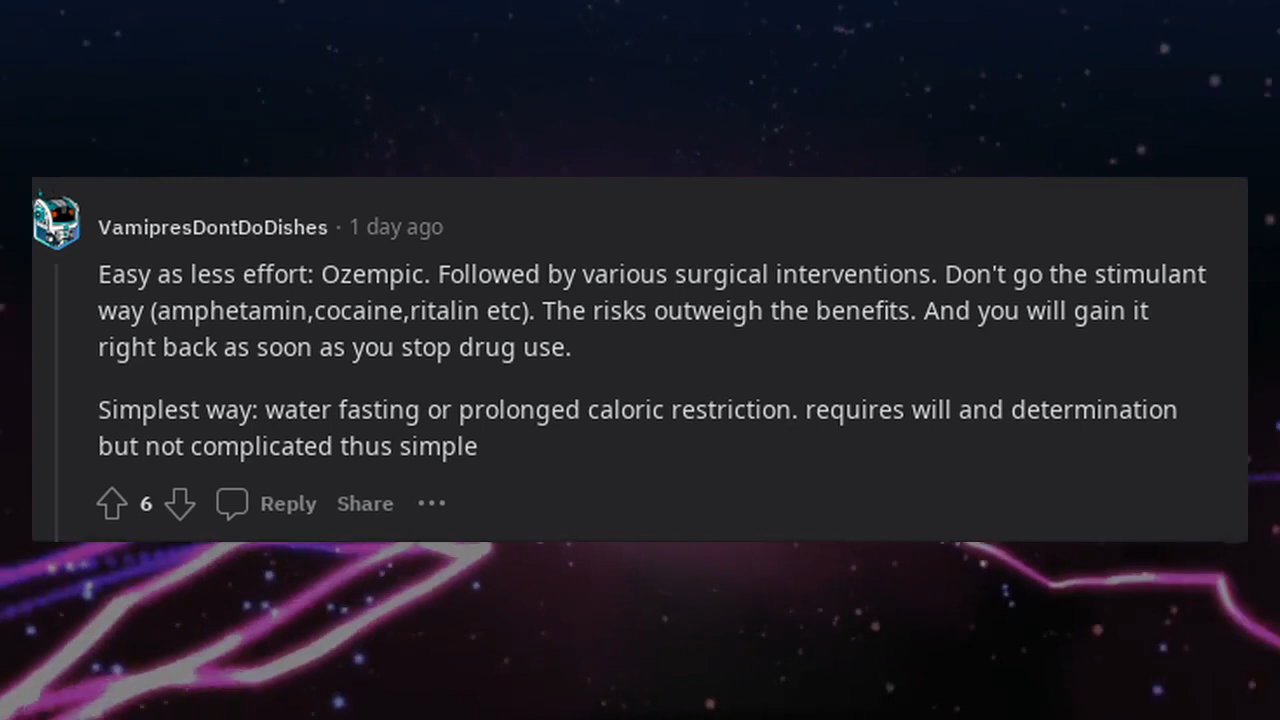 VamipresDontDoDishes · 1 day ago
Easy as less effort: Ozempic. Followed by various surgical interventions. Don't go the stimulant
way (amphetamin,cocaine,ritalin etc). The risks outweigh the benefits. And you will gain it
right back as soon as you stop drug use.
Simplest way: water fasting or prolonged caloric restriction. requires will and determination
but not complicated thus simple
6 Reply Share ···